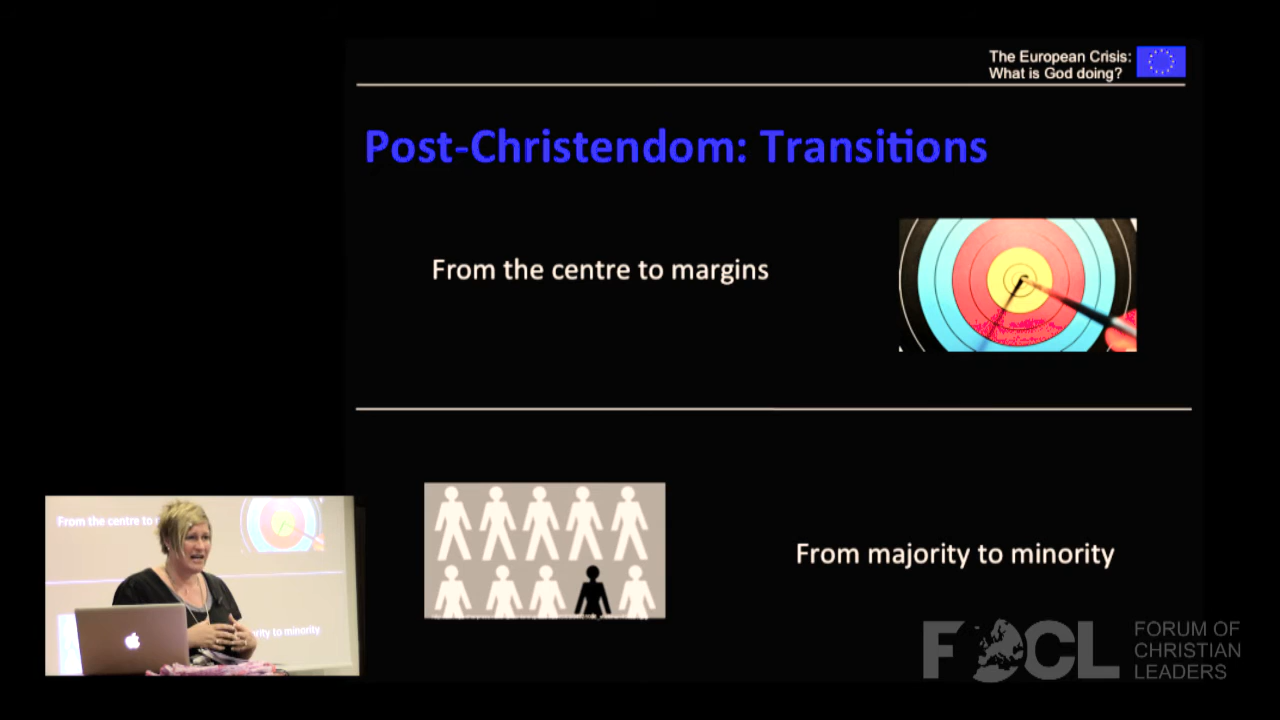 The European Crisis:
What is God doing?
Post-Christendom: Transitions
From the centre to margins
From majority to minority
From the centre to
to minority
FOCL
FORUM OF
CHRISTIAN
LEADERS